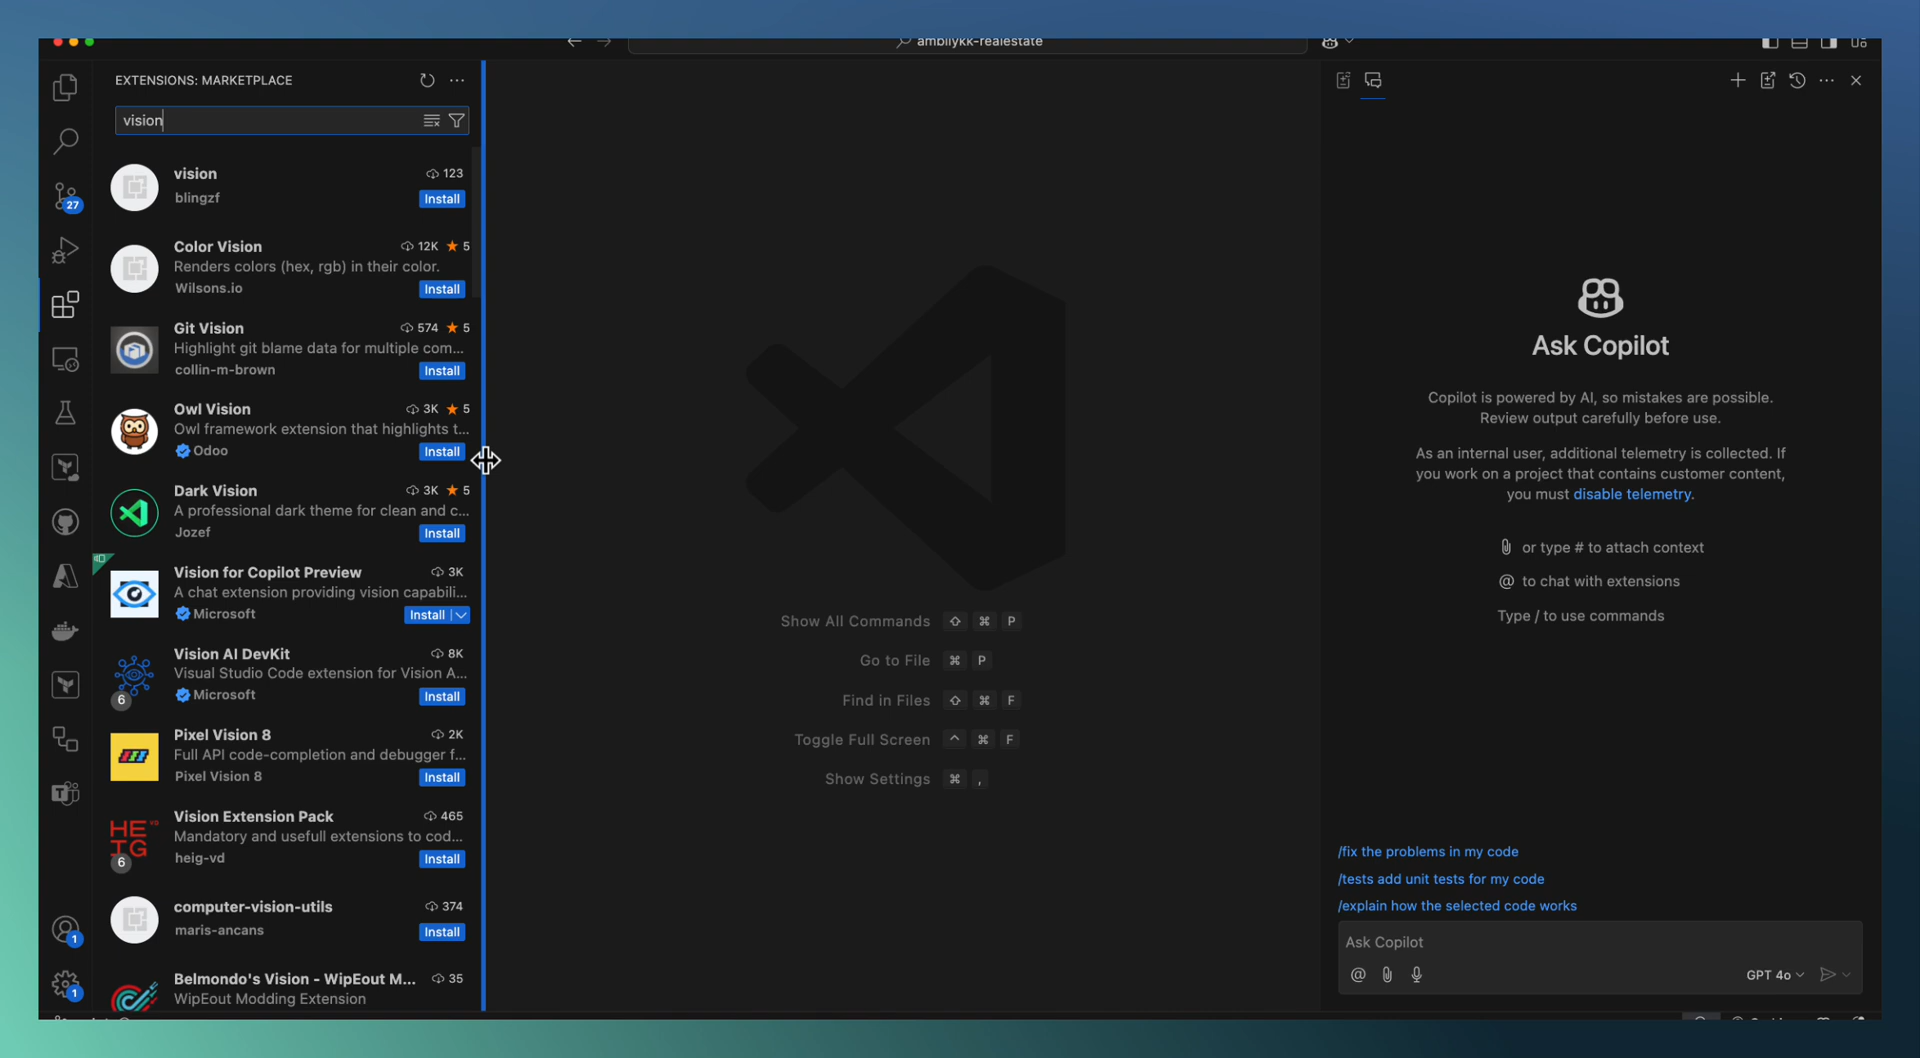 ambilykk-realestate
EXTENSIONS: MARKETPLACE
vision
vision 123
blingzf Install
Color Vision 12K ★ 5
Renders colors (hex, rgb) in their color.
Wilsons.io Install
Git Vision 574 ★ 5
Highlight git blame data for multiple com...
collin-m-brown Install
Owl Vision 3K ★ 5
Owl framework extension that highlights t...
Odoo Install
Dark Vision 3K ★ 5
A professional dark theme for clean and c...
Jozef Install
Vision for Copilot Preview 3K
A chat extension providing vision capabili...
Microsoft Install
Vision AI DevKit 8K
Visual Studio Code extension for Vision A...
6 Microsoft Install
Pixel Vision 8 2K
Full API code-completion and debugger f...
Pixel Vision 8 Install
HE VD
IG
6
Vision Extension Pack 465
Mandatory and usefull extensions to cod...
heig-vd Install
computer-vision-utils 374
maris-ancans Install
Belmondo's Vision - WipEout M... 35
WipEout Modding Extension
27
1
1
Show All Commands ⇧ ⌘ P
Go to File ⌘ P
Find in Files ⇧ ⌘ F
Toggle Full Screen ^ ⌘ F
Show Settings ⌘ ,
Ask Copilot
Copilot is powered by AI, so mistakes are possible.
Review output carefully before use.
As an internal user, additional telemetry is collected. If
you work on a project that contains customer content,
you must disable telemetry.
or type # to attach context
@ to chat with extensions
Type / to use commands
/fix the problems in my code
/tests add unit tests for my code
/explain how the selected code works
Ask Copilot
@ GPT 4o